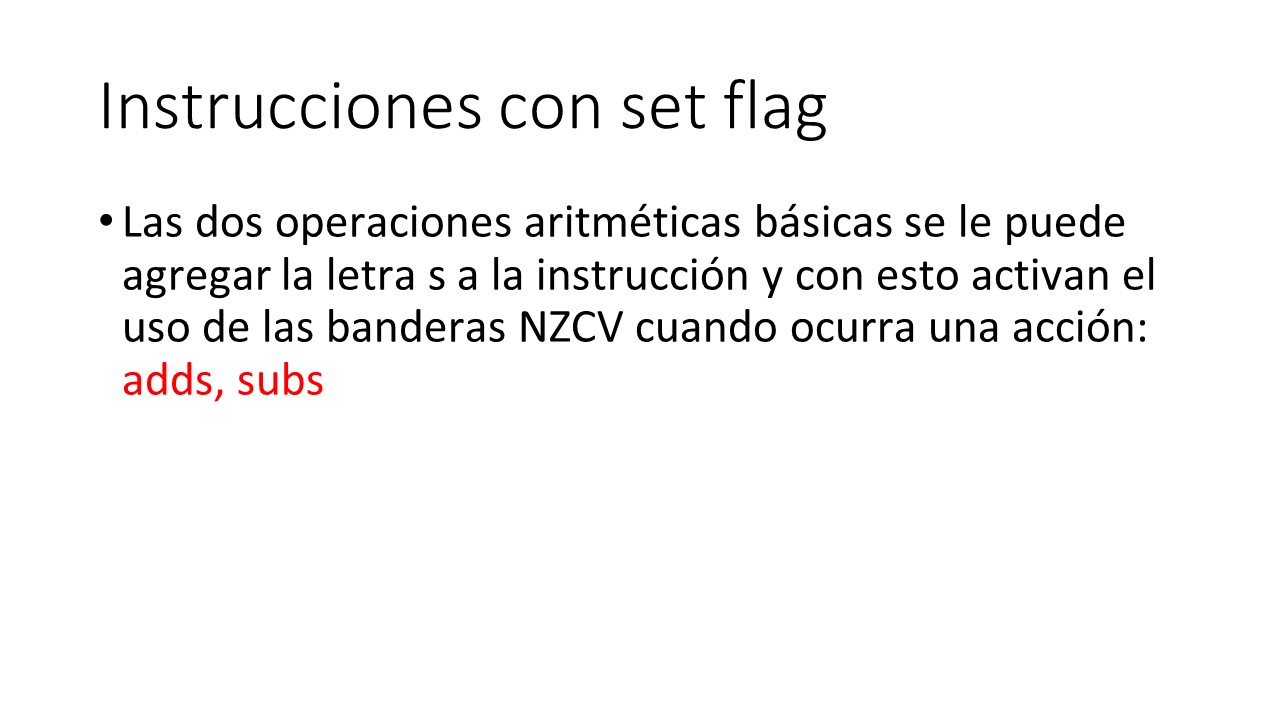 Instrucciones con set flag
• Las dos operaciones aritméticas básicas se le puede
agregar la letra s a la instrucción y con esto activan el
uso de las banderas NZCV cuando ocurra una acción:
adds, subs